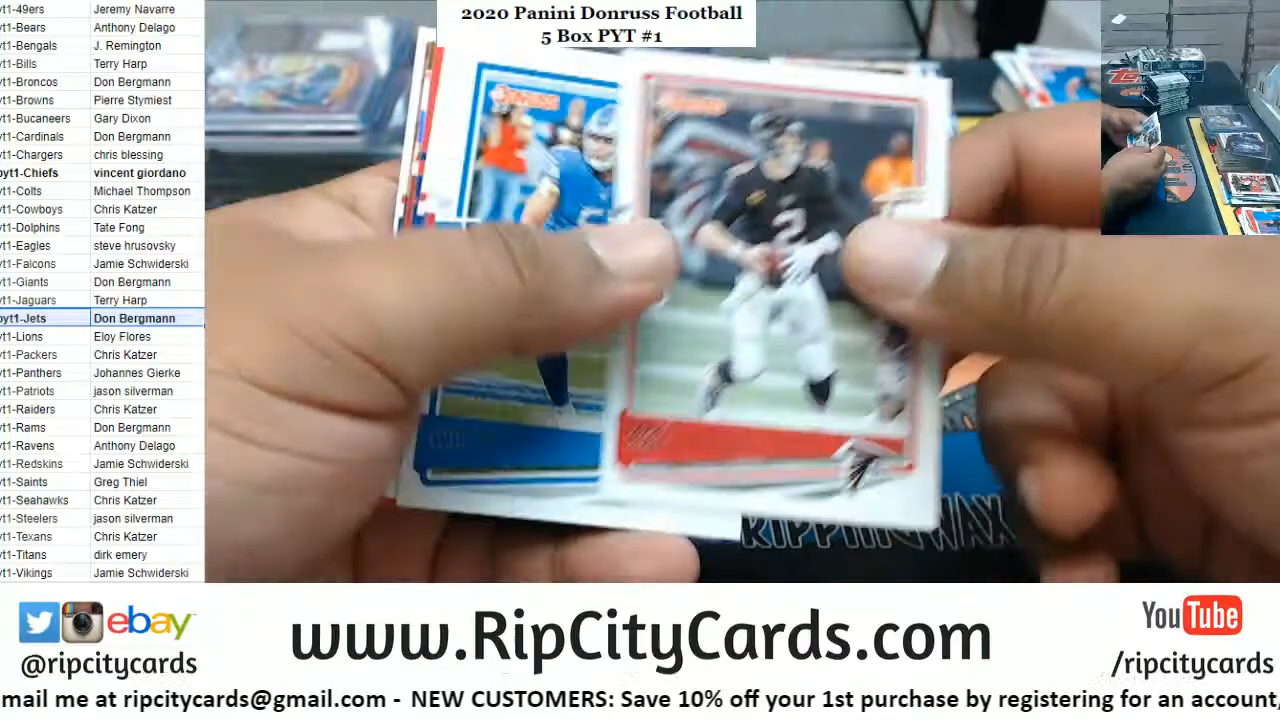 2020 Panini Donruss Football
5 Box PYT #1
yt1-49ers Jeremy Navarre
yt1-Bears Anthony Delago
yt1-Bengals J. Remington
yt1-Bills Terry Harp
yt1-Broncos Don Bergmann
yt1-Browns Pierre Stymiest
yt1-Bucaneers Gary Dixon
yt1-Cardinals Don Bergmann
yt1-Chargers chris blessing
pyt1-Chiefs vincent giordano
yt1-Colts Michael Thompson
yt1-Cowboys Chris Katzer
yt1-Dolphins Tate Fong
yt1-Eagles steve hrusovsky
yt1-Falcons Jamie Schwiderski
yt1-Giants Don Bergmann
yt1-Jaguars Terry Harp
pyt1-Jets Don Bergmann
yt1-Lions Eloy Flores
yt1-Packers Chris Katzer
yt1-Panthers Johannes Gierke
yt1-Patriots jason silverman
yt1-Raiders Chris Katzer
yt1-Rams Don Bergmann
yt1-Ravens Anthony Delago
yt1-Redskins Jamie Schwiderski
yt1-Saints Greg Thiel
yt1-Seahawks Chris Katzer
yt1-Steelers jason silverman
yt1-Texans Chris Katzer
yt1-Titans dirk emery
yt1-Vikings Jamie Schwiderski
2
RIPPINGWAX
ebay
@ripcitycards
www.RipCityCards.com
YouTube
/ripcitycards
mail me at ripcitycards@gmail.com - NEW CUSTOMERS: Save 10% off your 1st purchase by registering for an account,